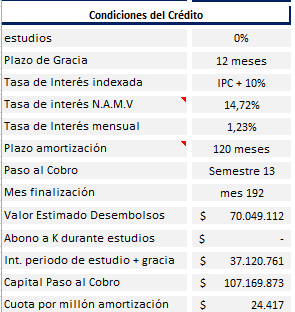 Condiciones del Crédito
estudios 0%
Plazo de Gracia 12 meses
Tasa de Interés indexada IPC + 10%
Tasa de interés N.A.M.V 14,72%
Tasa de Interés mensual 1,23%
Plazo amortización 120 meses
Paso al Cobro Semestre 13
Mes finalización mes 192
Valor Estimado Desembolsos $ 70.049.112
Abono a K durante estudios $ -
Int. periodo de estudio + gracia $ 37.120.761
Capital Paso al Cobro $ 107.169.873
Cuota por millón amortización $ 24.417